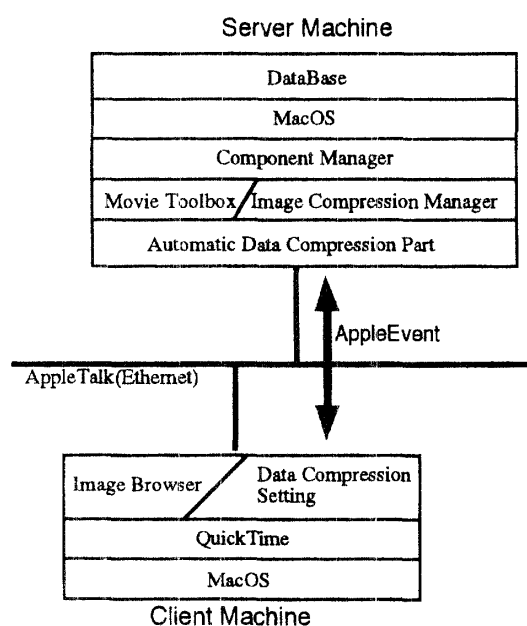 Server Machine
DataBase
MacOS
Component Manager
Movie Toolbox
Image Compression Manager
Automatic Data Compression Part
AppleEvent
AppleTalk(Ethernet)
Image Browser
Data Compression
Setting
QuickTime
MacOS
Client Machine